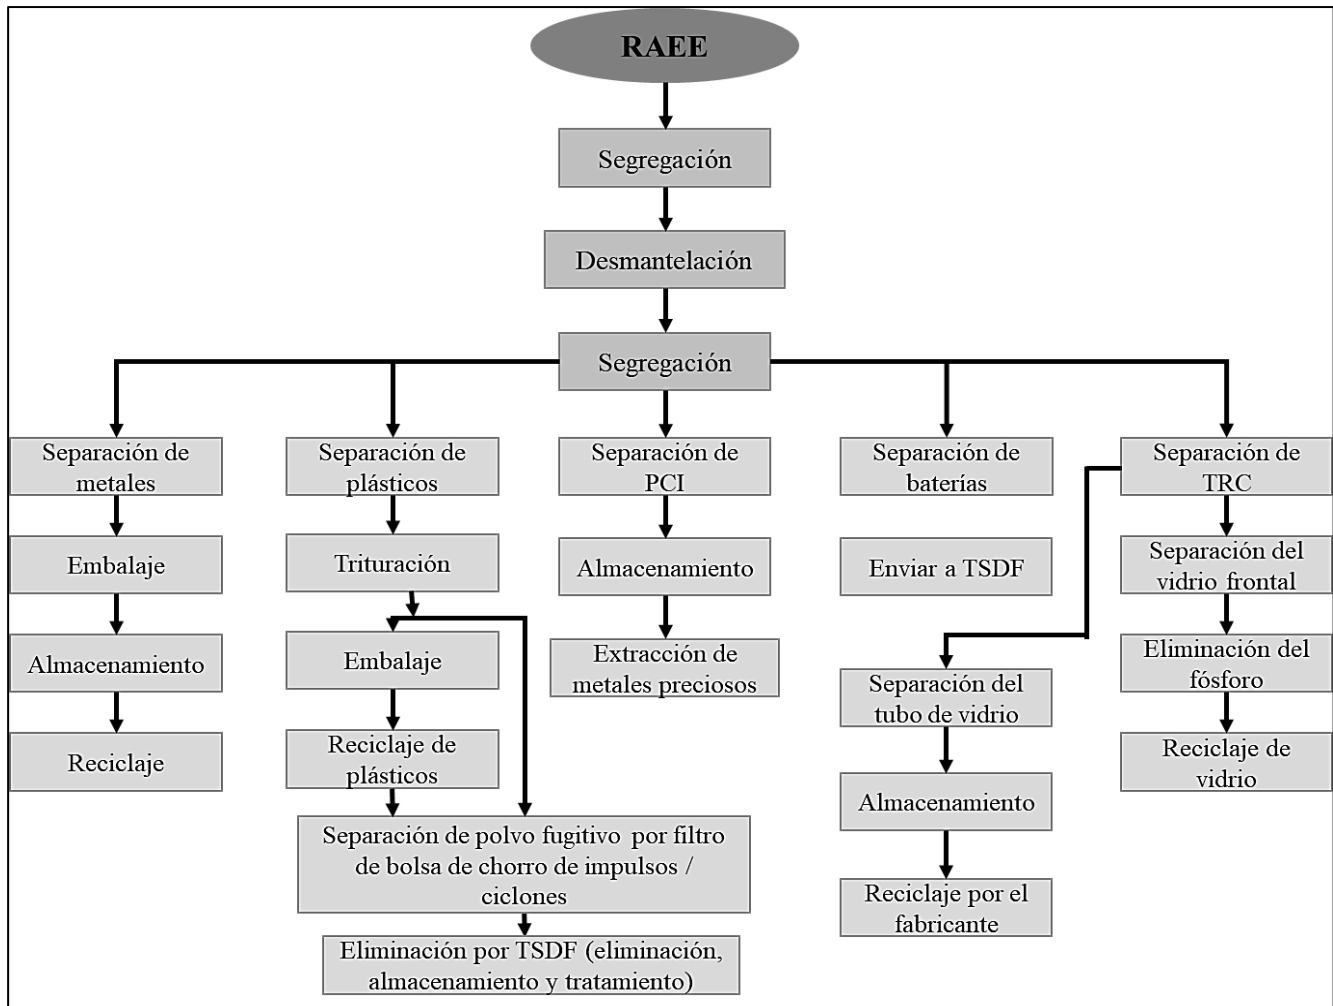 RAEE
Segregación
Desmantelación
Segregación
Separación de
metales
Embalaje
Almacenamiento
Reciclaje
Separación de
plásticos
Trituración
Embalaje
Reciclaje de
plásticos
Separación de polvo fugitivo por filtro
de bolsa de chorro de impulsos /
ciclones
Eliminación por TSDF (eliminación,
almacenamiento y tratamiento)
Separación de
PCI
Almacenamiento
Extracción de
metales preciosos
Separación de
baterías
Enviar a TSDF
Separación del
tubo de vidrio
Almacenamiento
Reciclaje por el
fabricante
Separación de
TRC
Separación del
vidrio frontal
Eliminación del
fósforo
Reciclaje de
vidrio